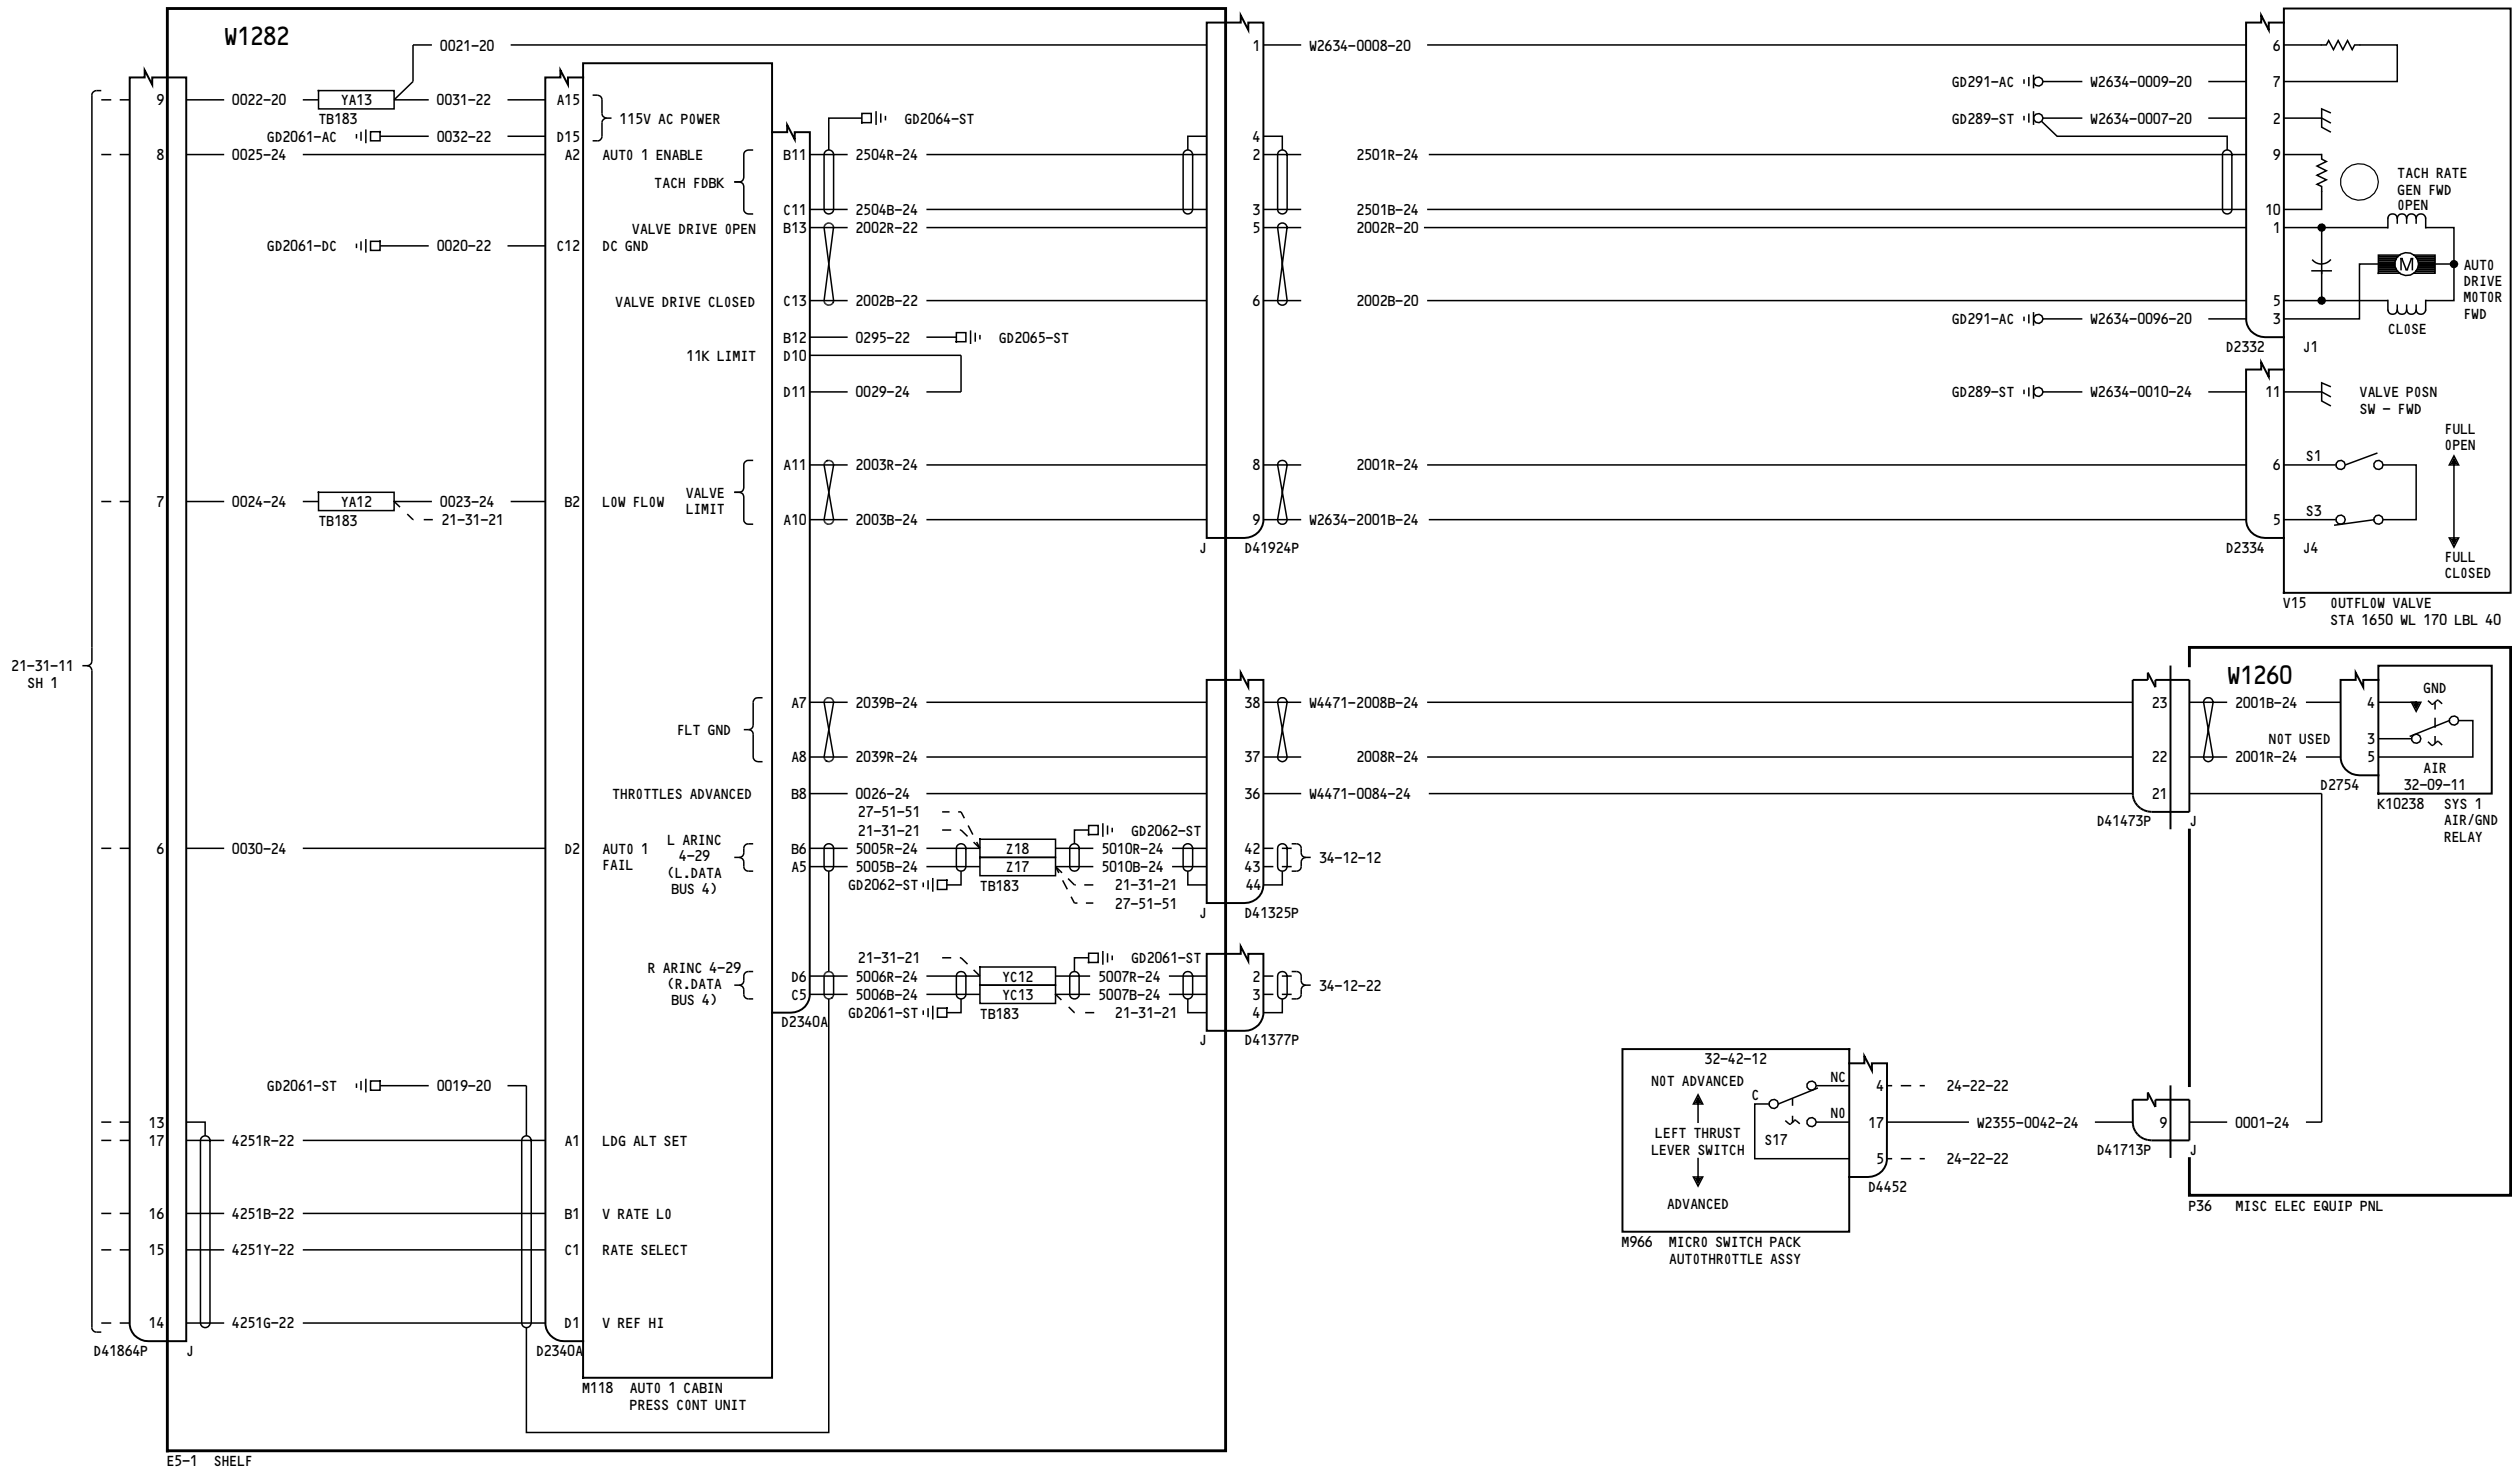 W1282
0021-20
9
0022-20
YA13
TB183
0031-22
A15
115V AC POWER
GD2061-AC
0032-22
D15
8
0025-24
A2
AUTO 1 ENABLE
TACH FDBK
GD2061-DC
0020-22
C12
DC GND
VALVE DRIVE OPEN
VALVE DRIVE CLOSED
11K LIMIT
7
0024-24
YA12
TB183
0023-24
21-31-21
B2
LOW FLOW
VALVE
LIMIT
21-31-11
SH 1
FLT GND
THROTTLES ADVANCED
6
0030-24
D2
AUTO 1
FAIL
L ARINC
4-29
(L.DATA
BUS 4)
R ARINC 4-29
(R.DATA
BUS 4)
GD2061-ST
0019-20
13
17
4251R-22
A1
LDG ALT SET
16
4251B-22
B1
V RATE LO
15
4251Y-22
C1
RATE SELECT
14
4251G-22
D1
V REF HI
D41864P
J
D2340A
M118 AUTO 1 CABIN
PRESS CONT UNIT
E5-1 SHELF
GD2064-ST
B11
2504R-24
C11
2504B-24
B13
2002R-22
C13
2002B-22
B12
0295-22
GD2065-ST
D10
D11
0029-24
A11
2003R-24
A10
2003B-24
A7
2039B-24
A8
2039R-24
B8
0026-24
27-51-51
21-31-21
B6
5005R-24
Z18
A5
5005B-24
Z17
GD2062-ST
TB183
GD2062-ST
5010R-24
5010B-24
21-31-21
27-51-51
21-31-21
D6
5006R-24
YC12
C5
5006B-24
YC13
GD2061-ST
TB183
D2340A
GD2061-ST
5007R-24
5007B-24
21-31-21
1
4
2
3
5
6
8
9
J
D41924P
W2634-0008-20
2501R-24
2501B-24
2002R-20
2002B-20
2001R-24
W2634-2001B-24
38
37
36
42
43
44
J
D41325P
W4471-2008B-24
2008R-24
W4471-0084-24
34-12-12
2
3
4
J
D41377P
34-12-22
GD291-AC
W2634-0009-20
GD289-ST
W2634-0007-20
GD291-AC
W2634-0096-20
GD289-ST
W2634-0010-24
6
7
2
9
10
1
5
3
D2332
J1
TACH RATE
GEN FWD
OPEN
M
AUTO
DRIVE
MOTOR
FWD
CLOSE
11
6
5
D2334
J4
VALVE POSN
SW - FWD
FULL
OPEN
S1
S3
FULL
CLOSED
V15 OUTFLOW VALVE
STA 1650 WL 170 LBL 40
W1260
23
22
21
D41473P
J
2001B-24
NOT USED
2001R-24
4
3
5
D2754
GND
AIR
32-09-11
K10238 SYS 1
AIR/GND
RELAY
32-42-12
NOT ADVANCED
C
NC
NO
S17
LEFT THRUST
LEVER SWITCH
ADVANCED
4
17
5
D4452
24-22-22
W2355-0042-24
24-22-22
M966 MICRO SWITCH PACK
AUTOTHROTTLE ASSY
9
D41713P
J
0001-24
P36 MISC ELEC EQUIP PNL